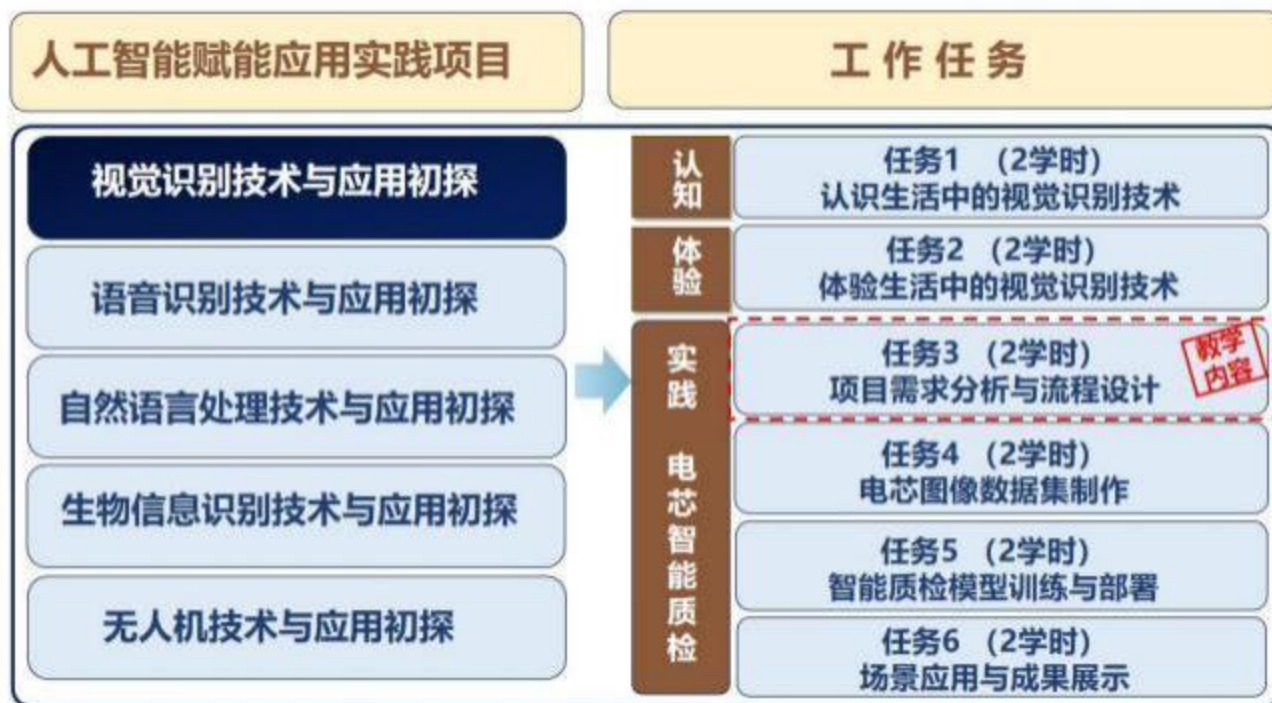 人工智能赋能应用实践项目
工作任务
视觉识别技术与应用初探
语音识别技术与应用初探
自然语言处理技术与应用初探
生物信息识别技术与应用初探
无人机技术与应用初探
认知
任务1 （2学时）
认识生活中的视觉识别技术
体验
任务2 （2学时）
体验生活中的视觉识别技术
实践 电芯智能质检
任务3 （2学时）
项目需求分析与流程设计
教学
内容
任务4 （2学时）
电芯图像数据集制作
任务5 （2学时）
智能质检模型训练与部署
任务6 （2学时）
场景应用与成果展示